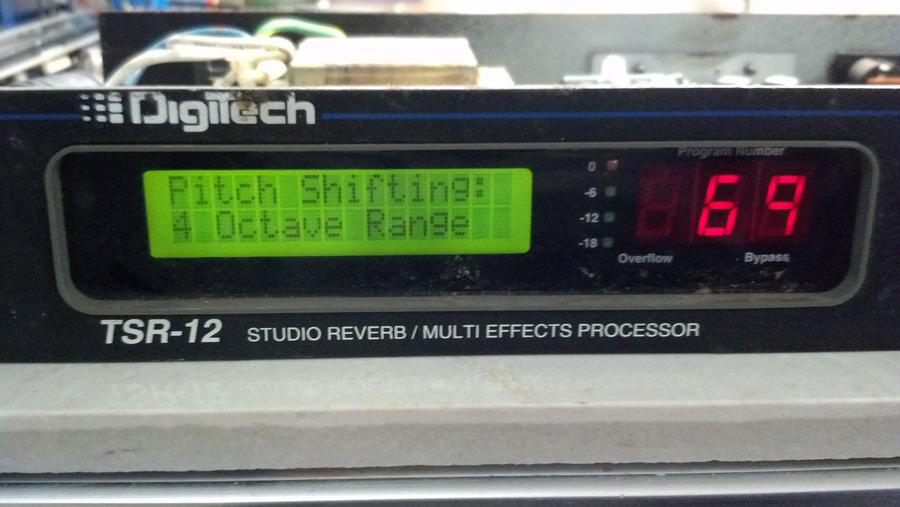 DigiTech
Pitch Shifting:
4 Octave Range
0
-6
-12
-18
Program Number
69
Overflow
Bypass
TSR-12 STUDIO REVERB / MULTI EFFECTS PROCESSOR